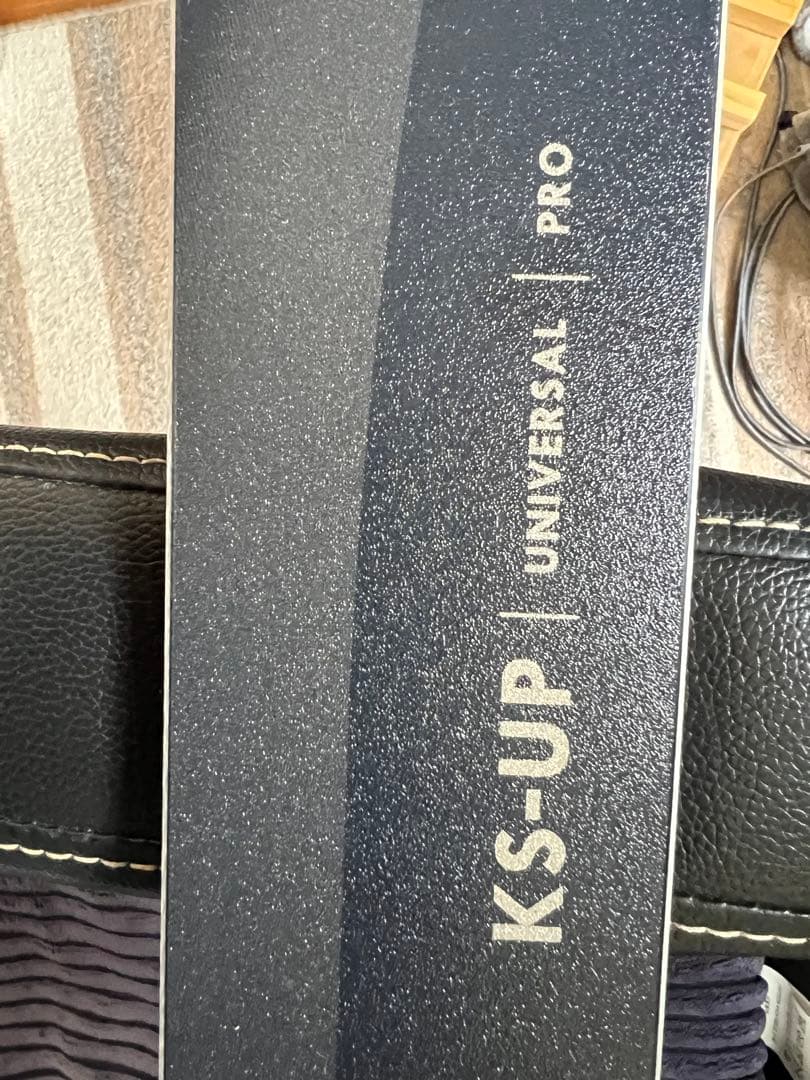 KS-UP | UNIVERSAL | PRO